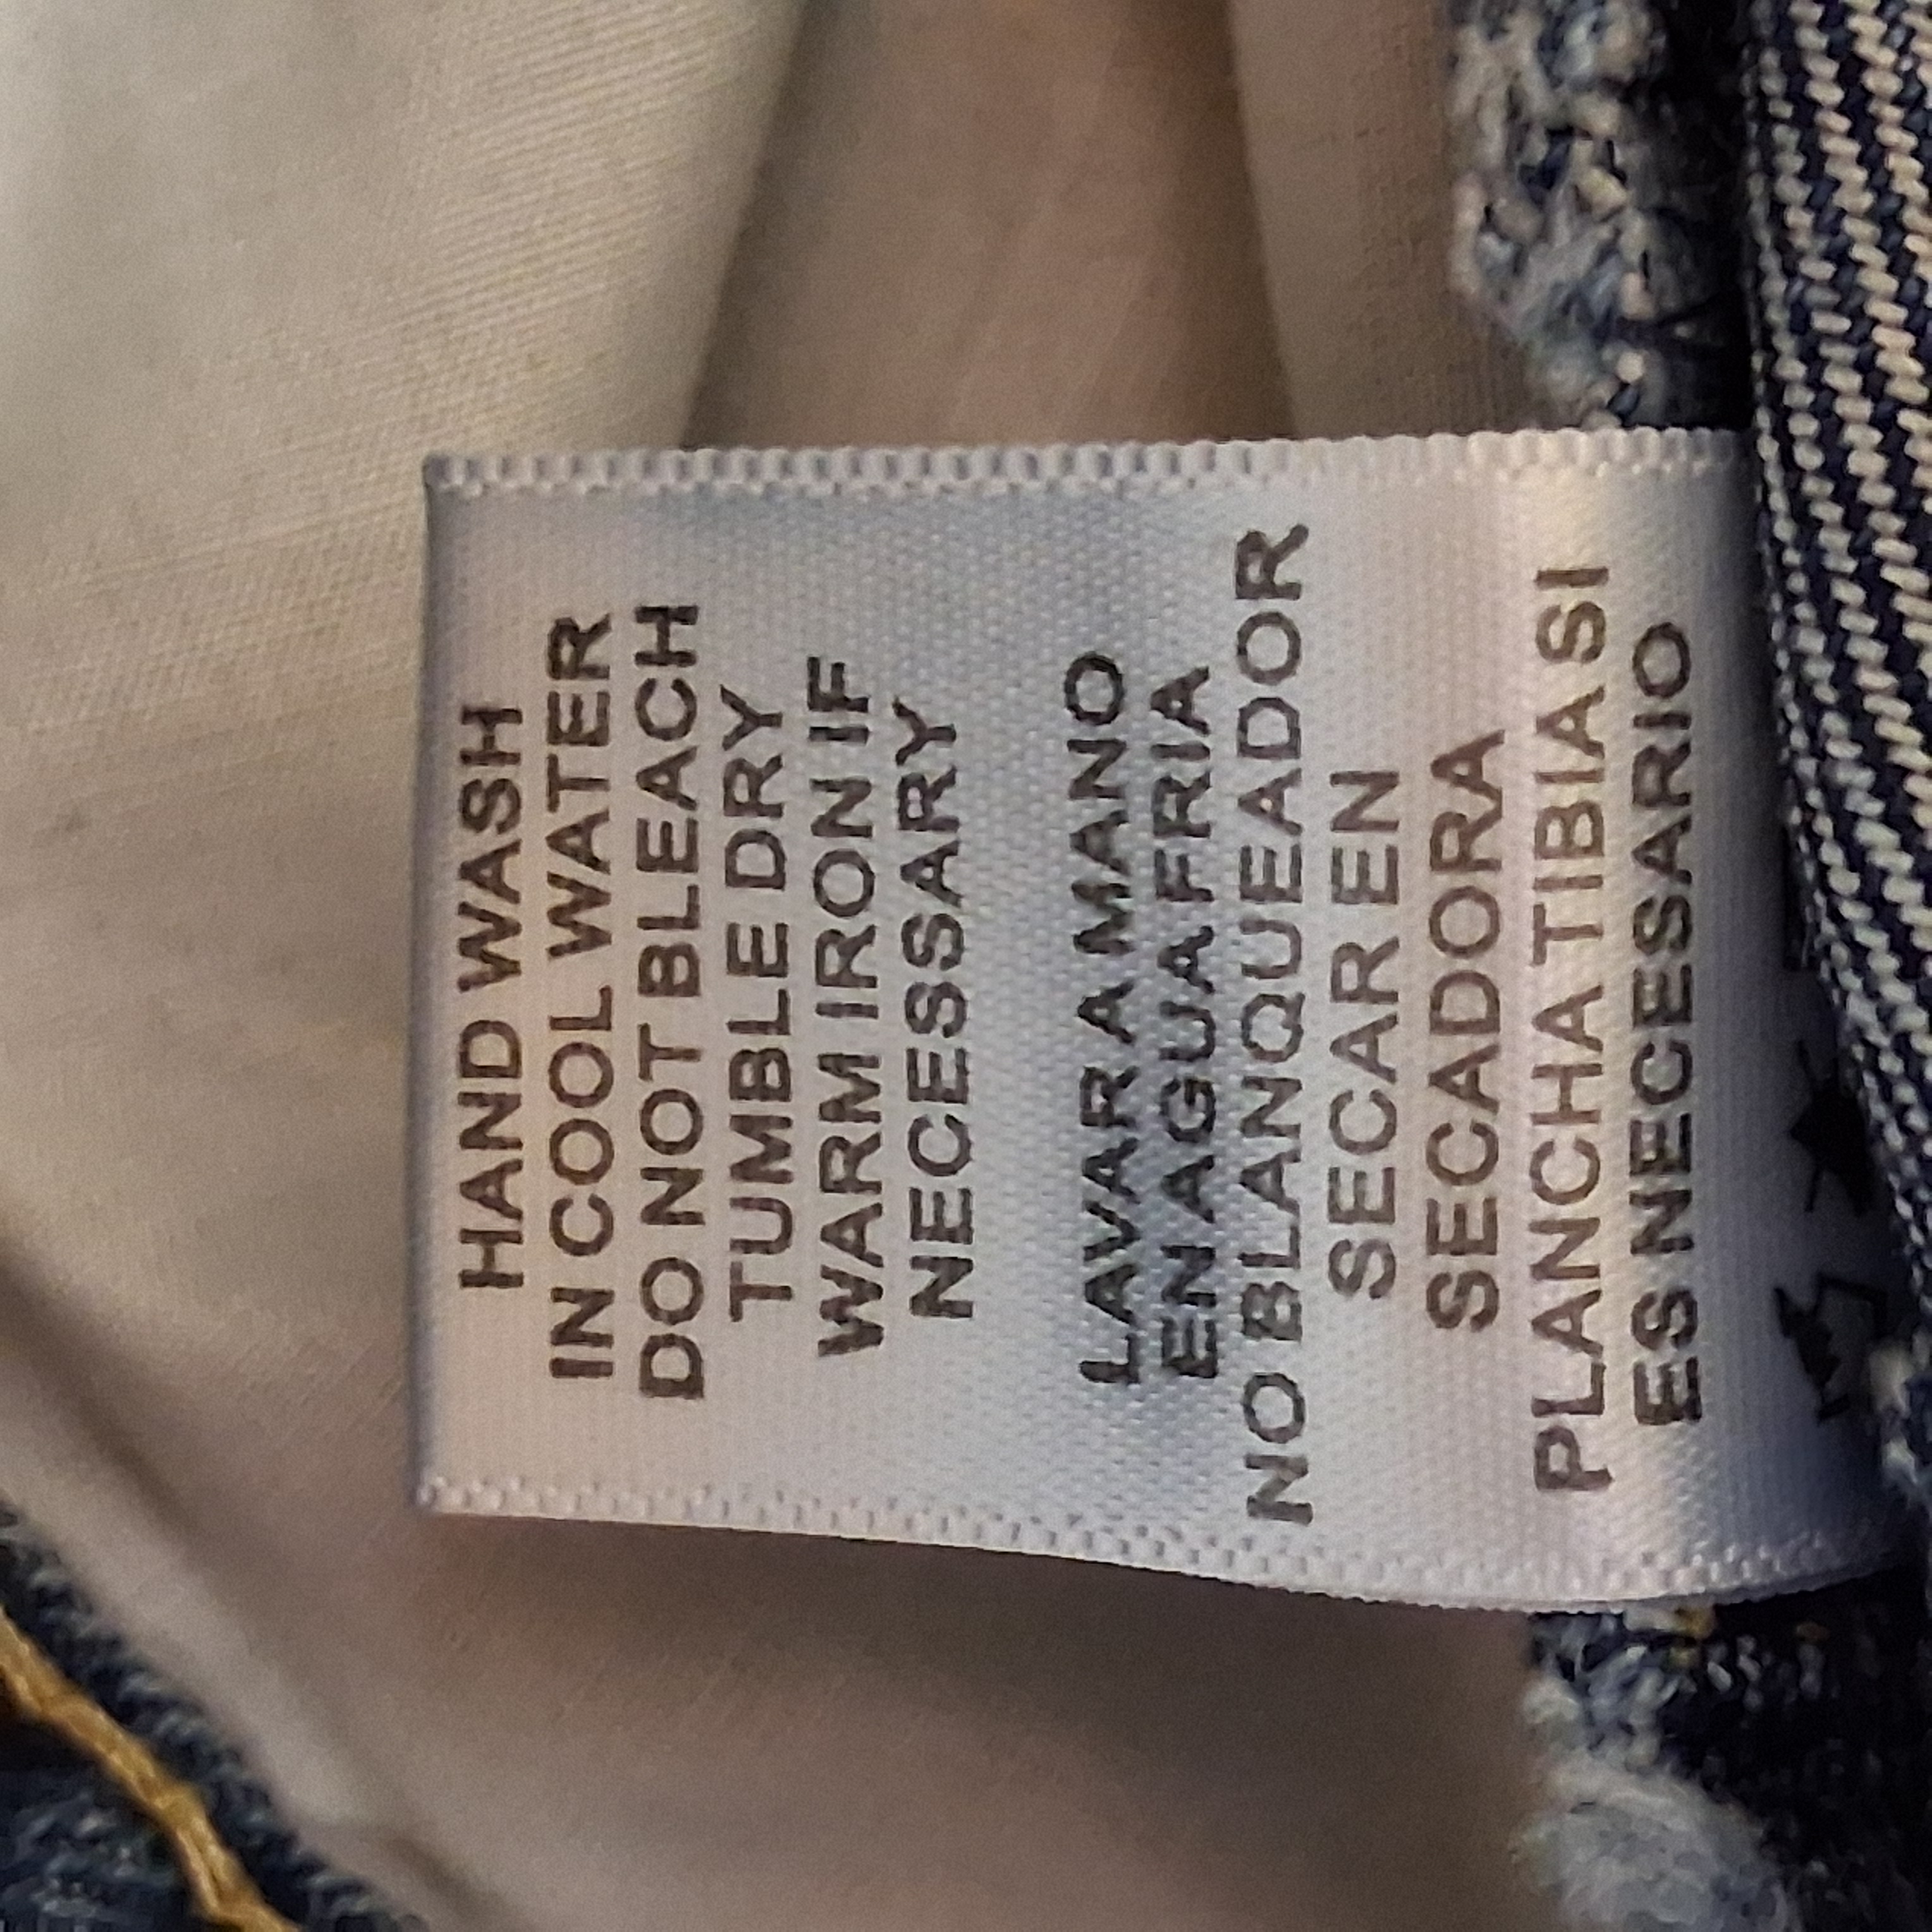 HAND WASH
IN COOL WATER
DO NOT BLEACH
TUMBLE DRY
WARM IRON IF
NECESSARY
LAVAR A MANO
EN AGUA FRIA
NO BLANQUEADOR
SECAR EN
SECADORA
PLANCHA TIBIA SI
ES NECESARIO